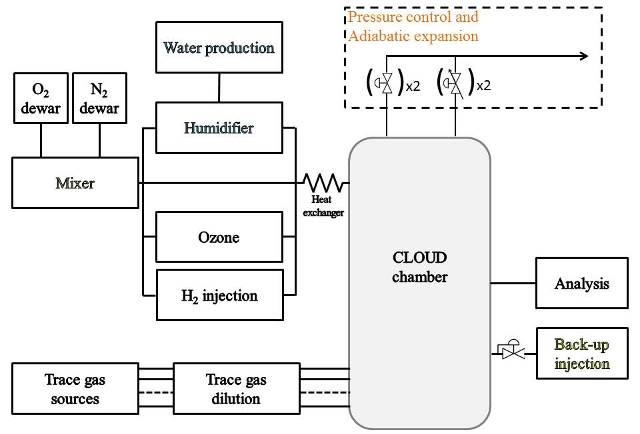 Pressure control and
Adiabatic expansion
( )x2 ( )x2
Water production
O₂
dewar
N₂
dewar
Humidifier
Mixer
Heat
exchanger
Ozone
H₂ injection
CLOUD
chamber
Analysis
Back-up
injection
Trace gas
sources
Trace gas
dilution